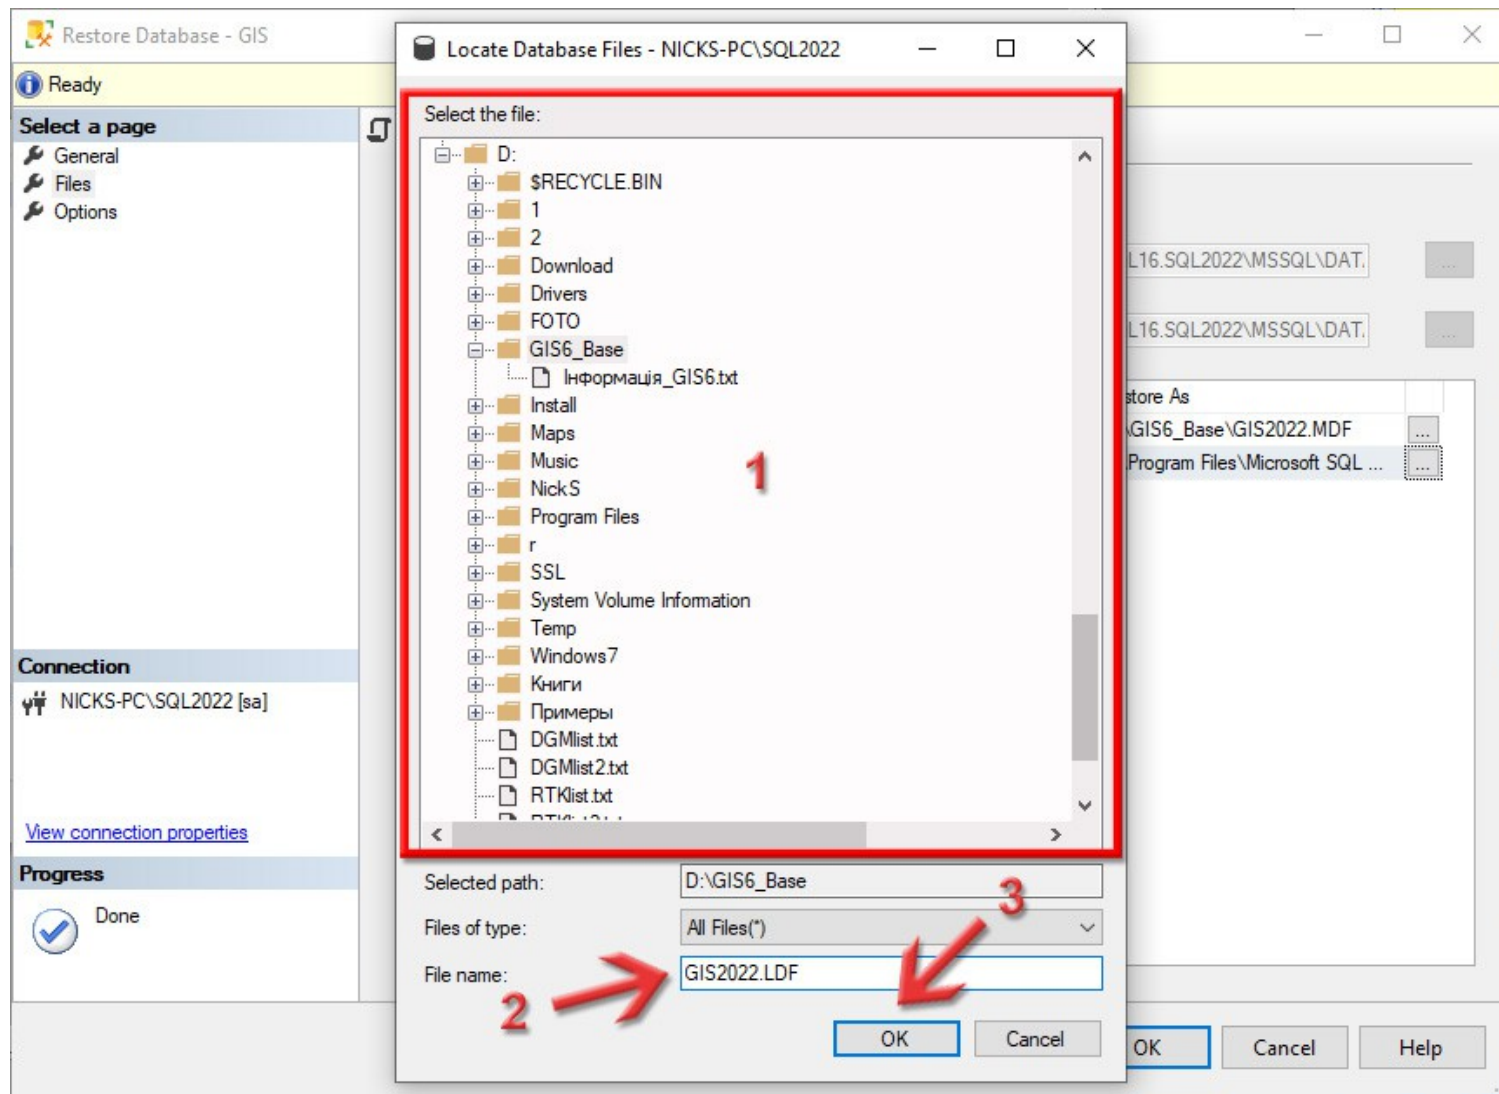 Restore Database - GIS
Ready
Select a page
General
Files
Options
Connection
NICKS-PC\SQL2022 [sa]
View connection properties
Progress
Done
Locate Database Files - NICKS-PC\SQL2022
Select the file:
D:
$RECYCLE.BIN
1
2
Download
Drivers
FOTO
GIS6_Base
Інформація_GIS6.txt
Install
Maps
Music
NickS
Program Files
r
SSL
System Volume Information
Temp
Windows7
Книги
Примеры
DGMlist.txt
DGMlist2.txt
RTKlist.txt
1
Selected path: D:\GIS6_Base
3
Files of type: All Files(*)
File name: GIS2022.LDF
2
OK Cancel
L16.SQL2022\MSSQL\DAT. ...
L16.SQL2022\MSSQL\DAT. ...
store As
\GIS6_Base\GIS2022.MDF ...
Program Files\Microsoft SQL ... ...
OK Cancel Help